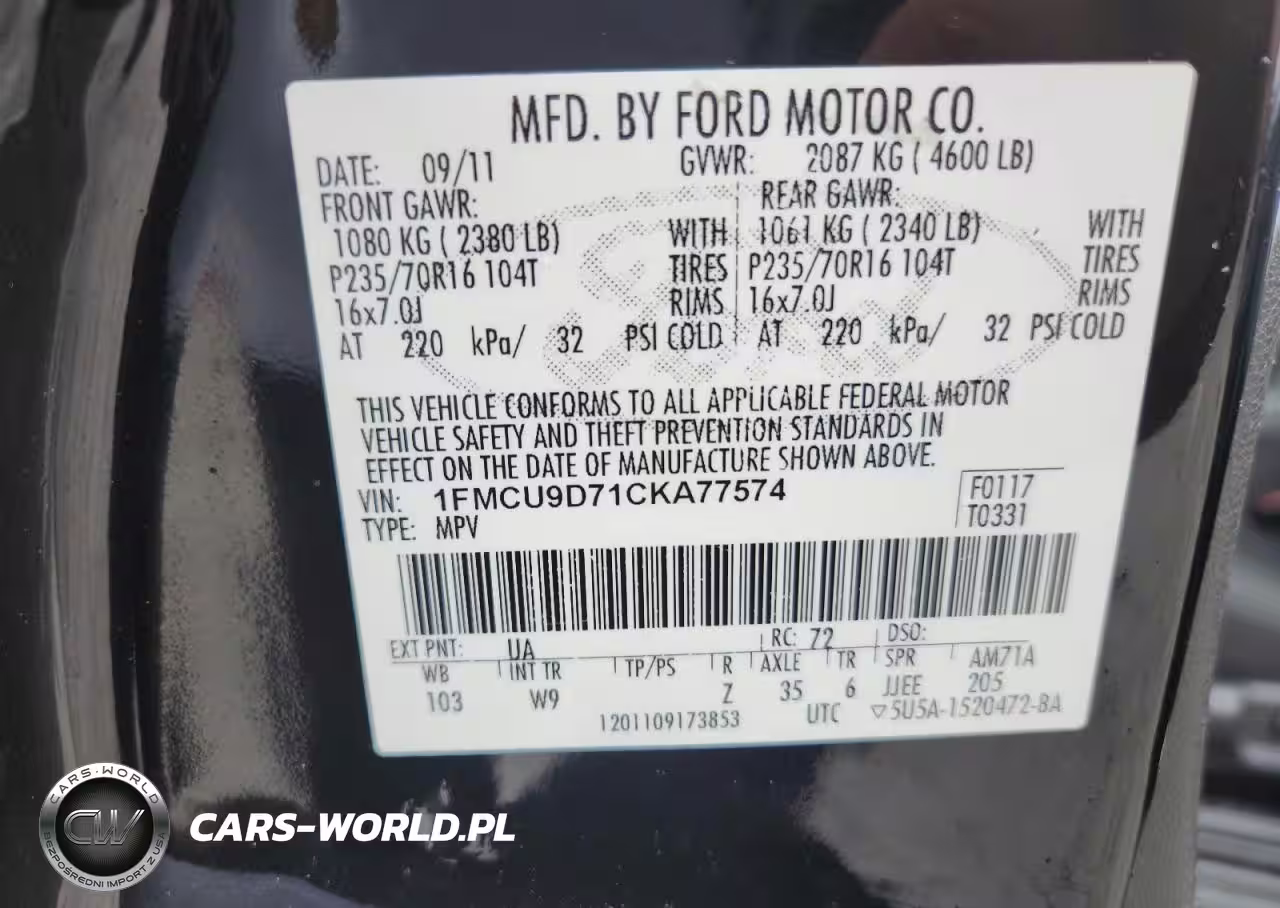 MFD. BY FORD MOTOR CO.
DATE: 09/11 GVWR: 2087 KG ( 4600 LB)
FRONT GAWR: REAR GAWR:
1080 KG ( 2380 LB) WITH 1061 KG ( 2340 LB) WITH
P235/70R16 104T TIRES P235/70R16 104T TIRES
16x7.0J RIMS 16x7.0J RIMS
AT 220 kPa/ 32 PSI COLD AT 220 kPa/ 32 PSI COLD
THIS VEHICLE CONFORMS TO ALL APPLICABLE FEDERAL MOTOR
VEHICLE SAFETY AND THEFT PREVENTION STANDARDS IN
EFFECT ON THE DATE OF MANUFACTURE SHOWN ABOVE.
VIN: 1FMCU9D71CKA77574 F0117
TYPE: MPV T0331
EXT PNT: UA RC: 72 DSO:
WB INT TR TP/PS R AXLE TR SPR AM71A
103 W9 Z 35 6 JJEE 205
1201109173853 UTC ▽5U5A-1520472-BA
CARS-WORLD
CW
BEZPOŚREDNI IMPORT Z USA
CARS-WORLD.PL